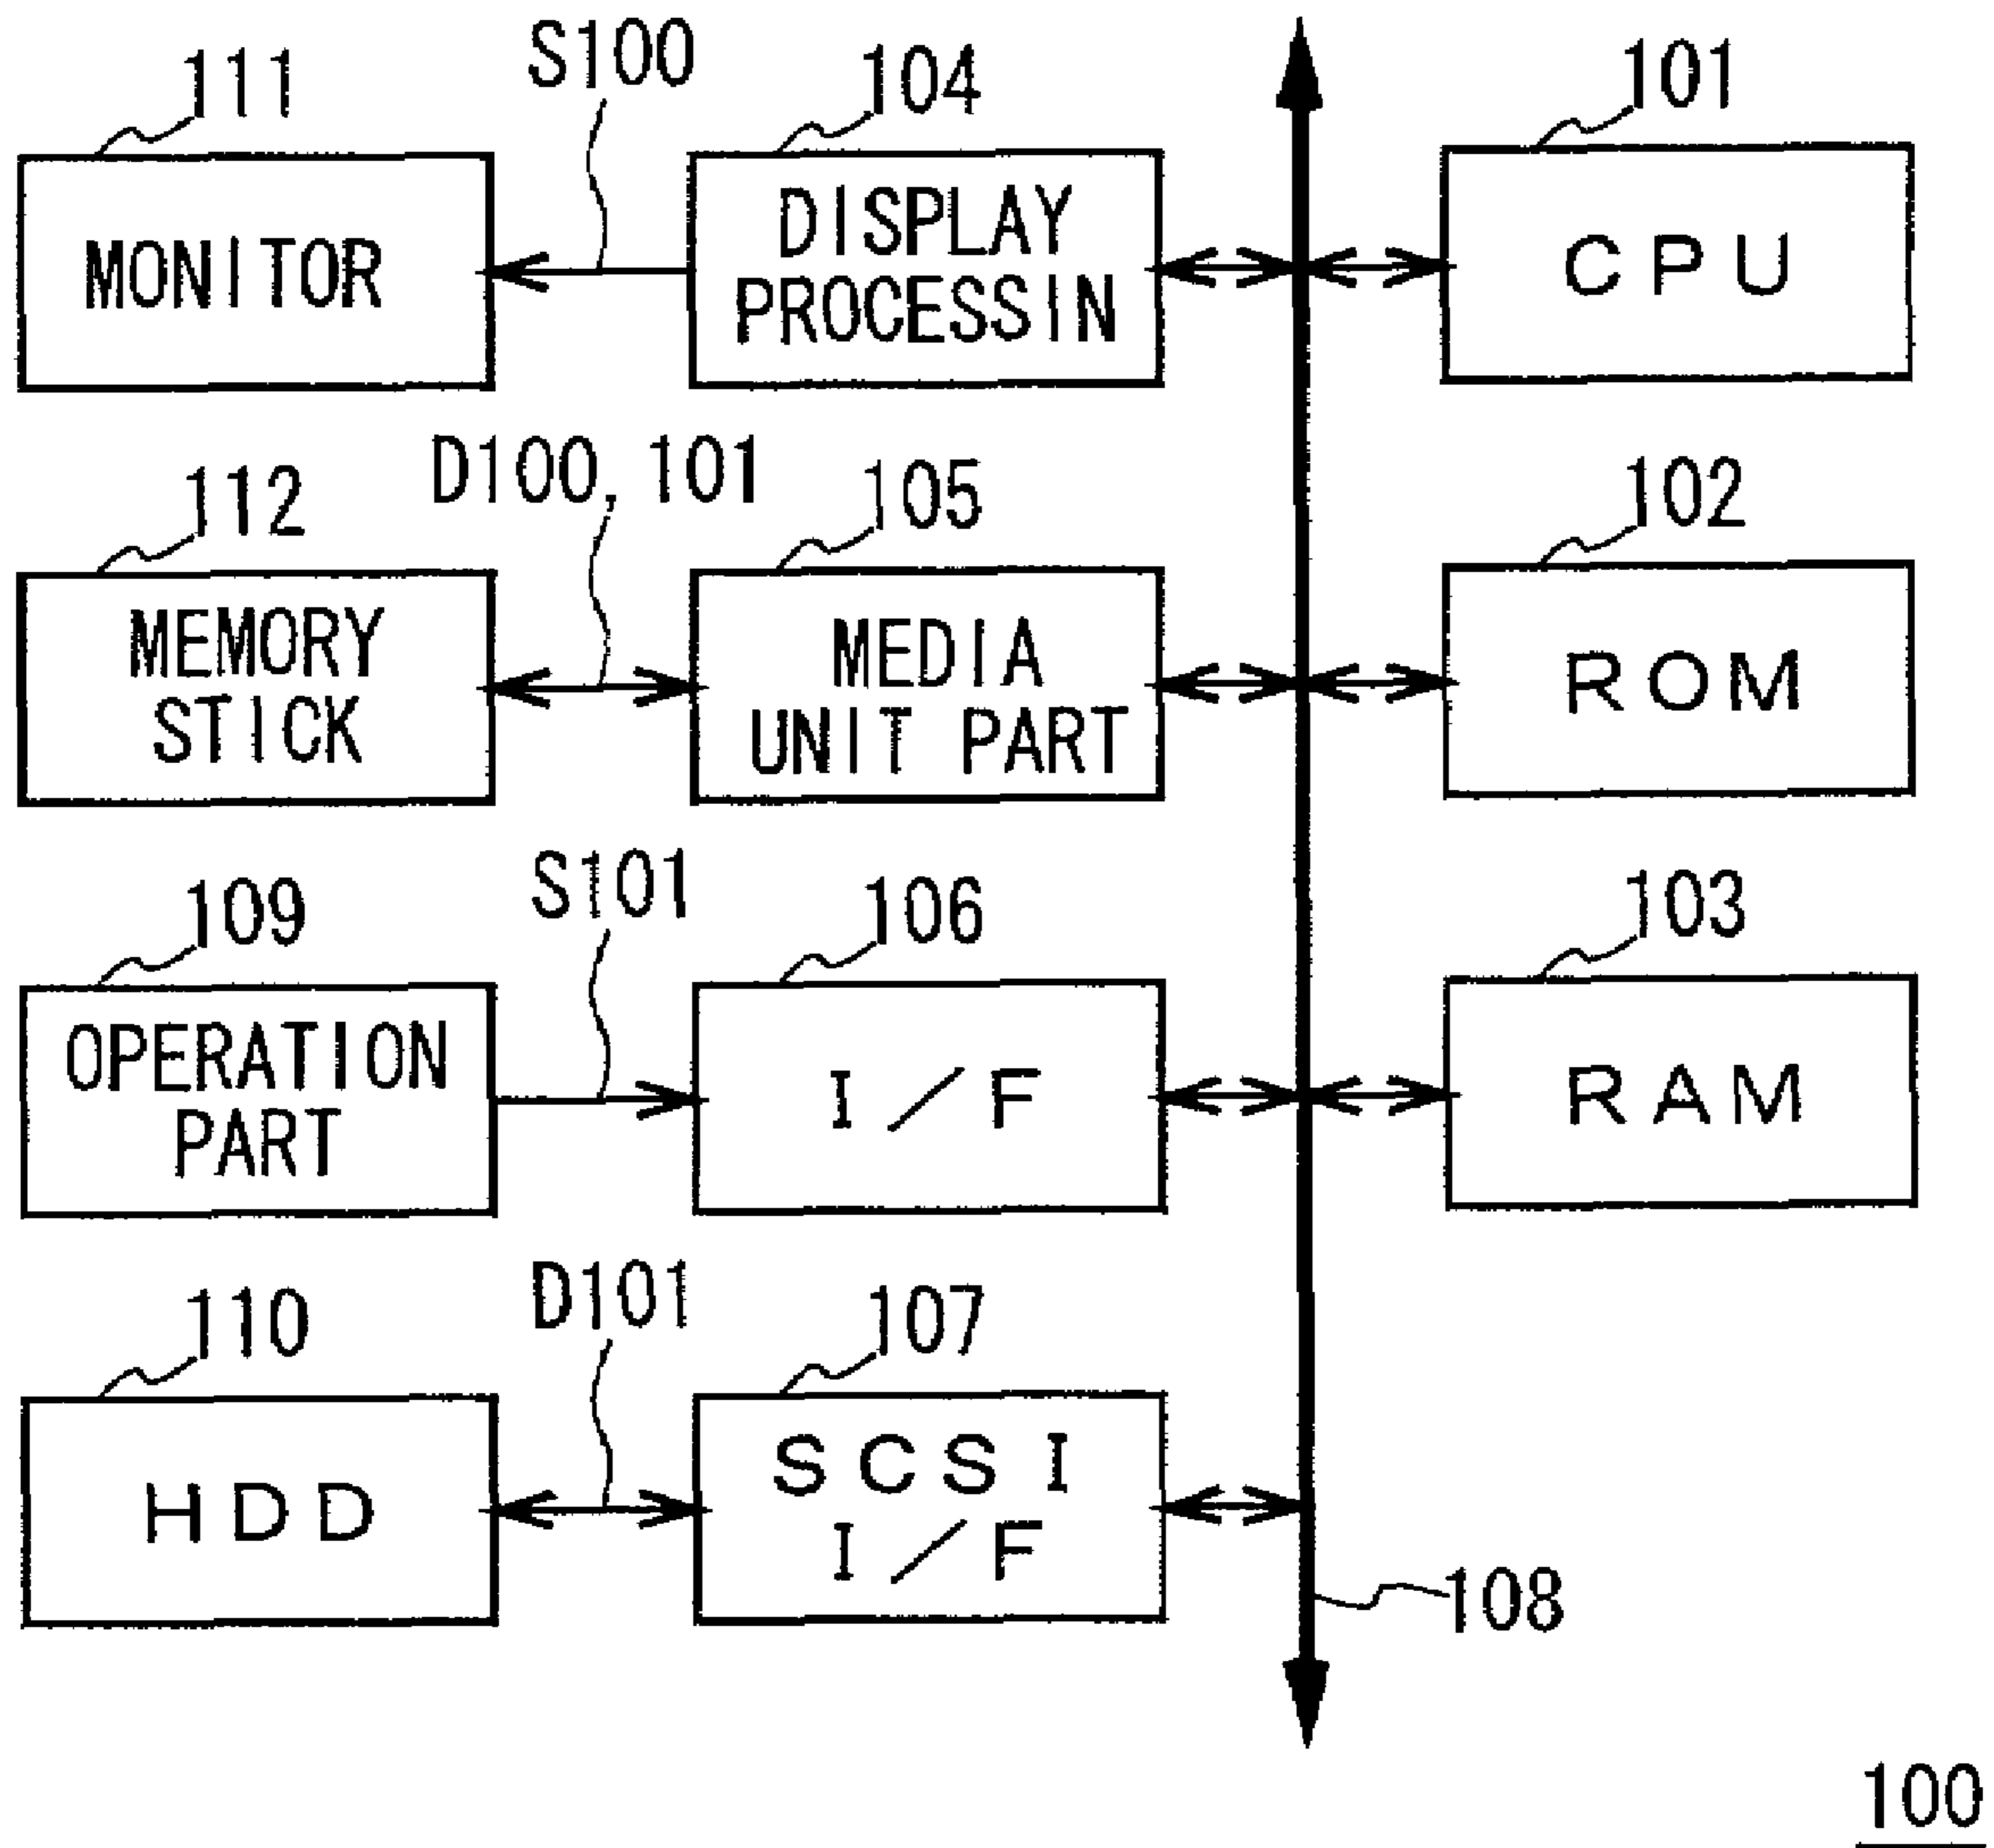 111
S100
104
101
MONITOR
DISPLAY
PROCESSIN
CPU
112
D100, 101
105
102
MEMORY
STICK
MEDIA
UNIT PART
ROM
109
S101
106
103
OPERATION
PART
I/F
RAM
110
D101
107
HDD
SCSI
I/F
108
100